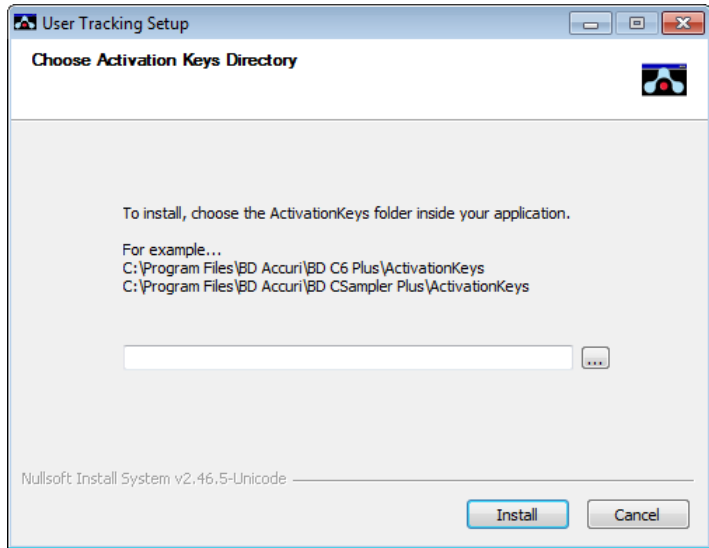 User Tracking Setup
Choose Activation Keys Directory
To install, choose the ActivationKeys folder inside your application.
For example...
C:\Program Files\BD Accuri\BD C6 Plus\ActivationKeys
C:\Program Files\BD Accuri\BD CSampler Plus\ActivationKeys
...
Nullsoft Install System v2.46.5-Unicode
Install
Cancel